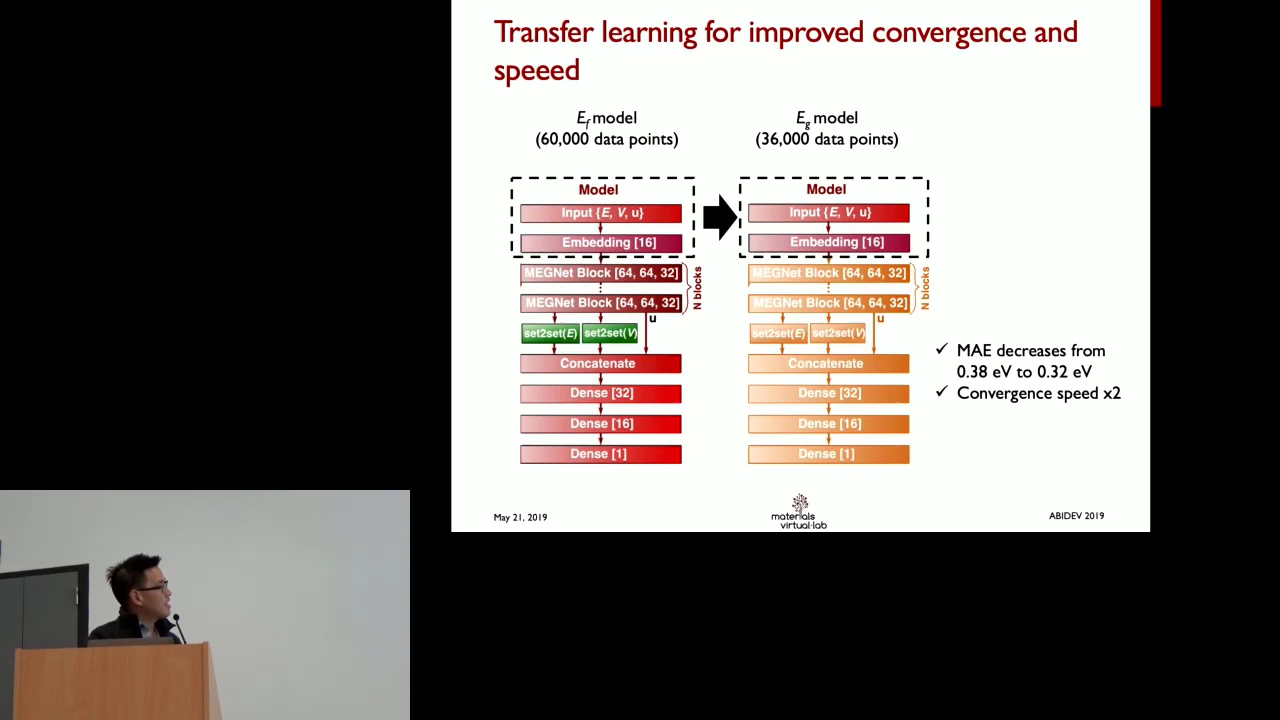 Transfer learning for improved convergence and
speeed
Ef model
(60,000 data points)
Eg model
(36,000 data points)
Model
Input {E, V, u}
Embedding [16]
MEGNet Block [64, 64, 32]
MEGNet Block [64, 64, 32]
N blocks
u
set2set(E)
set2set(V)
Concatenate
Dense [32]
Dense [16]
Dense [1]
Model
Input {E, V, u}
Embedding [16]
MEGNet Block [64, 64, 32]
MEGNet Block [64, 64, 32]
N blocks
u
set2set(E)
set2set(V)
Concatenate
Dense [32]
Dense [16]
Dense [1]
✓ MAE decreases from
0.38 eV to 0.32 eV
✓ Convergence speed x2
May 21, 2019
materials
virtual·lab
ABIDEV 2019